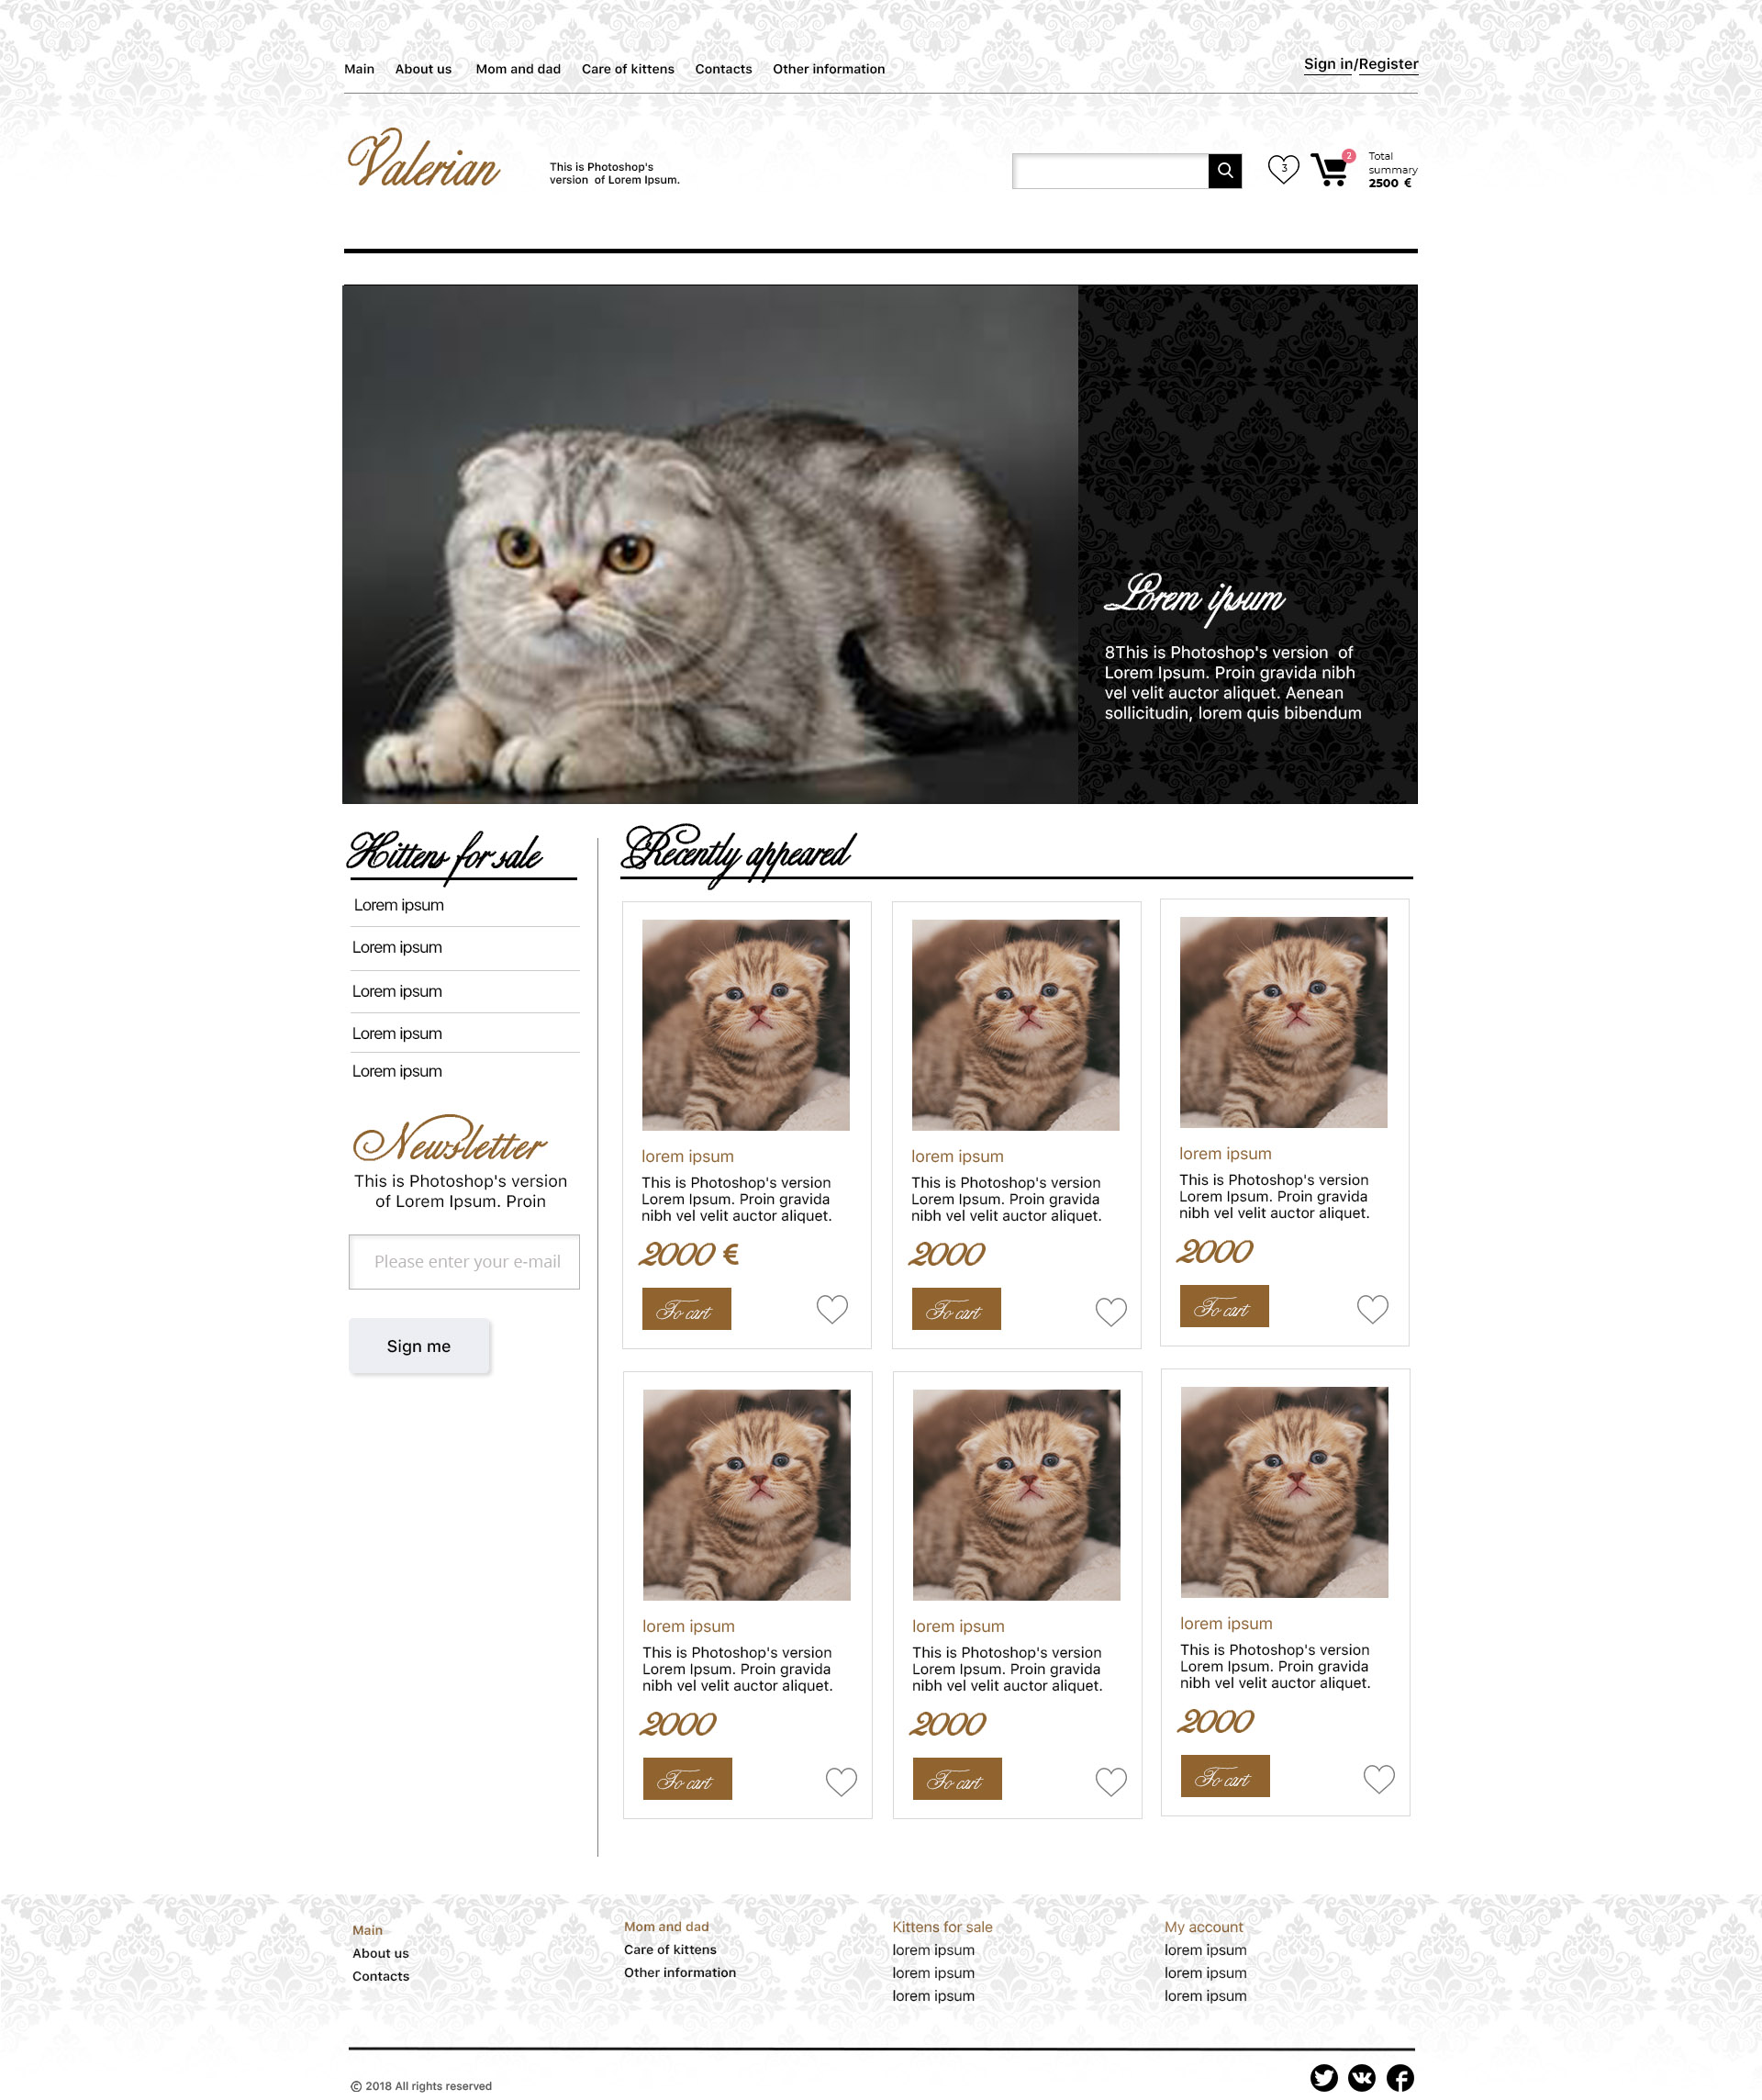 Main About us Mom and dad Care of kittens Contacts Other information Sign in/Register
Valerian
This is Photoshop's
version of Lorem Ipsum.
3
2
Total
summary
2500 €
Lorem ipsum
8This is Photoshop's version of
Lorem Ipsum. Proin gravida nibh
vel velit auctor aliquet. Aenean
sollicitudin, lorem quis bibendum
Kittens for sale
Lorem ipsum
Lorem ipsum
Lorem ipsum
Lorem ipsum
Lorem ipsum
Newsletter
This is Photoshop's version
of Lorem Ipsum. Proin
Please enter your e-mail
Sign me
Recently appeared
lorem ipsum
This is Photoshop's version
Lorem Ipsum. Proin gravida
nibh vel velit auctor aliquet.
2000 €
To cart
lorem ipsum
This is Photoshop's version
Lorem Ipsum. Proin gravida
nibh vel velit auctor aliquet.
2000
To cart
lorem ipsum
This is Photoshop's version
Lorem Ipsum. Proin gravida
nibh vel velit auctor aliquet.
2000
To cart
lorem ipsum
This is Photoshop's version
Lorem Ipsum. Proin gravida
nibh vel velit auctor aliquet.
2000
To cart
lorem ipsum
This is Photoshop's version
Lorem Ipsum. Proin gravida
nibh vel velit auctor aliquet.
2000
To cart
lorem ipsum
This is Photoshop's version
Lorem Ipsum. Proin gravida
nibh vel velit auctor aliquet.
2000
To cart
Main
About us
Contacts
Mom and dad
Care of kittens
Other information
Kittens for sale
lorem ipsum
lorem ipsum
lorem ipsum
My account
lorem ipsum
lorem ipsum
lorem ipsum
© 2018 All rights reserved